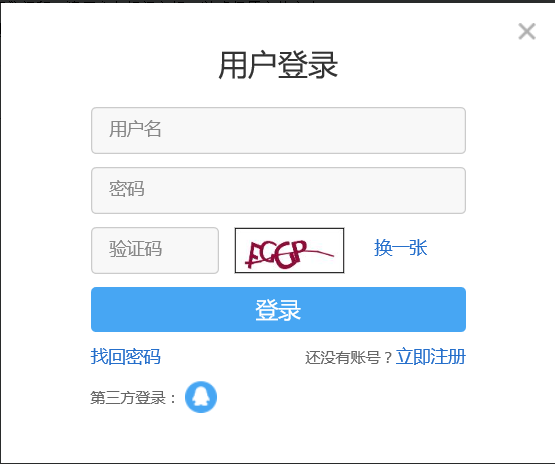 用户登录
用户名
密码
验证码
换一张
登录
找回密码 还没有账号？立即注册
第三方登录：